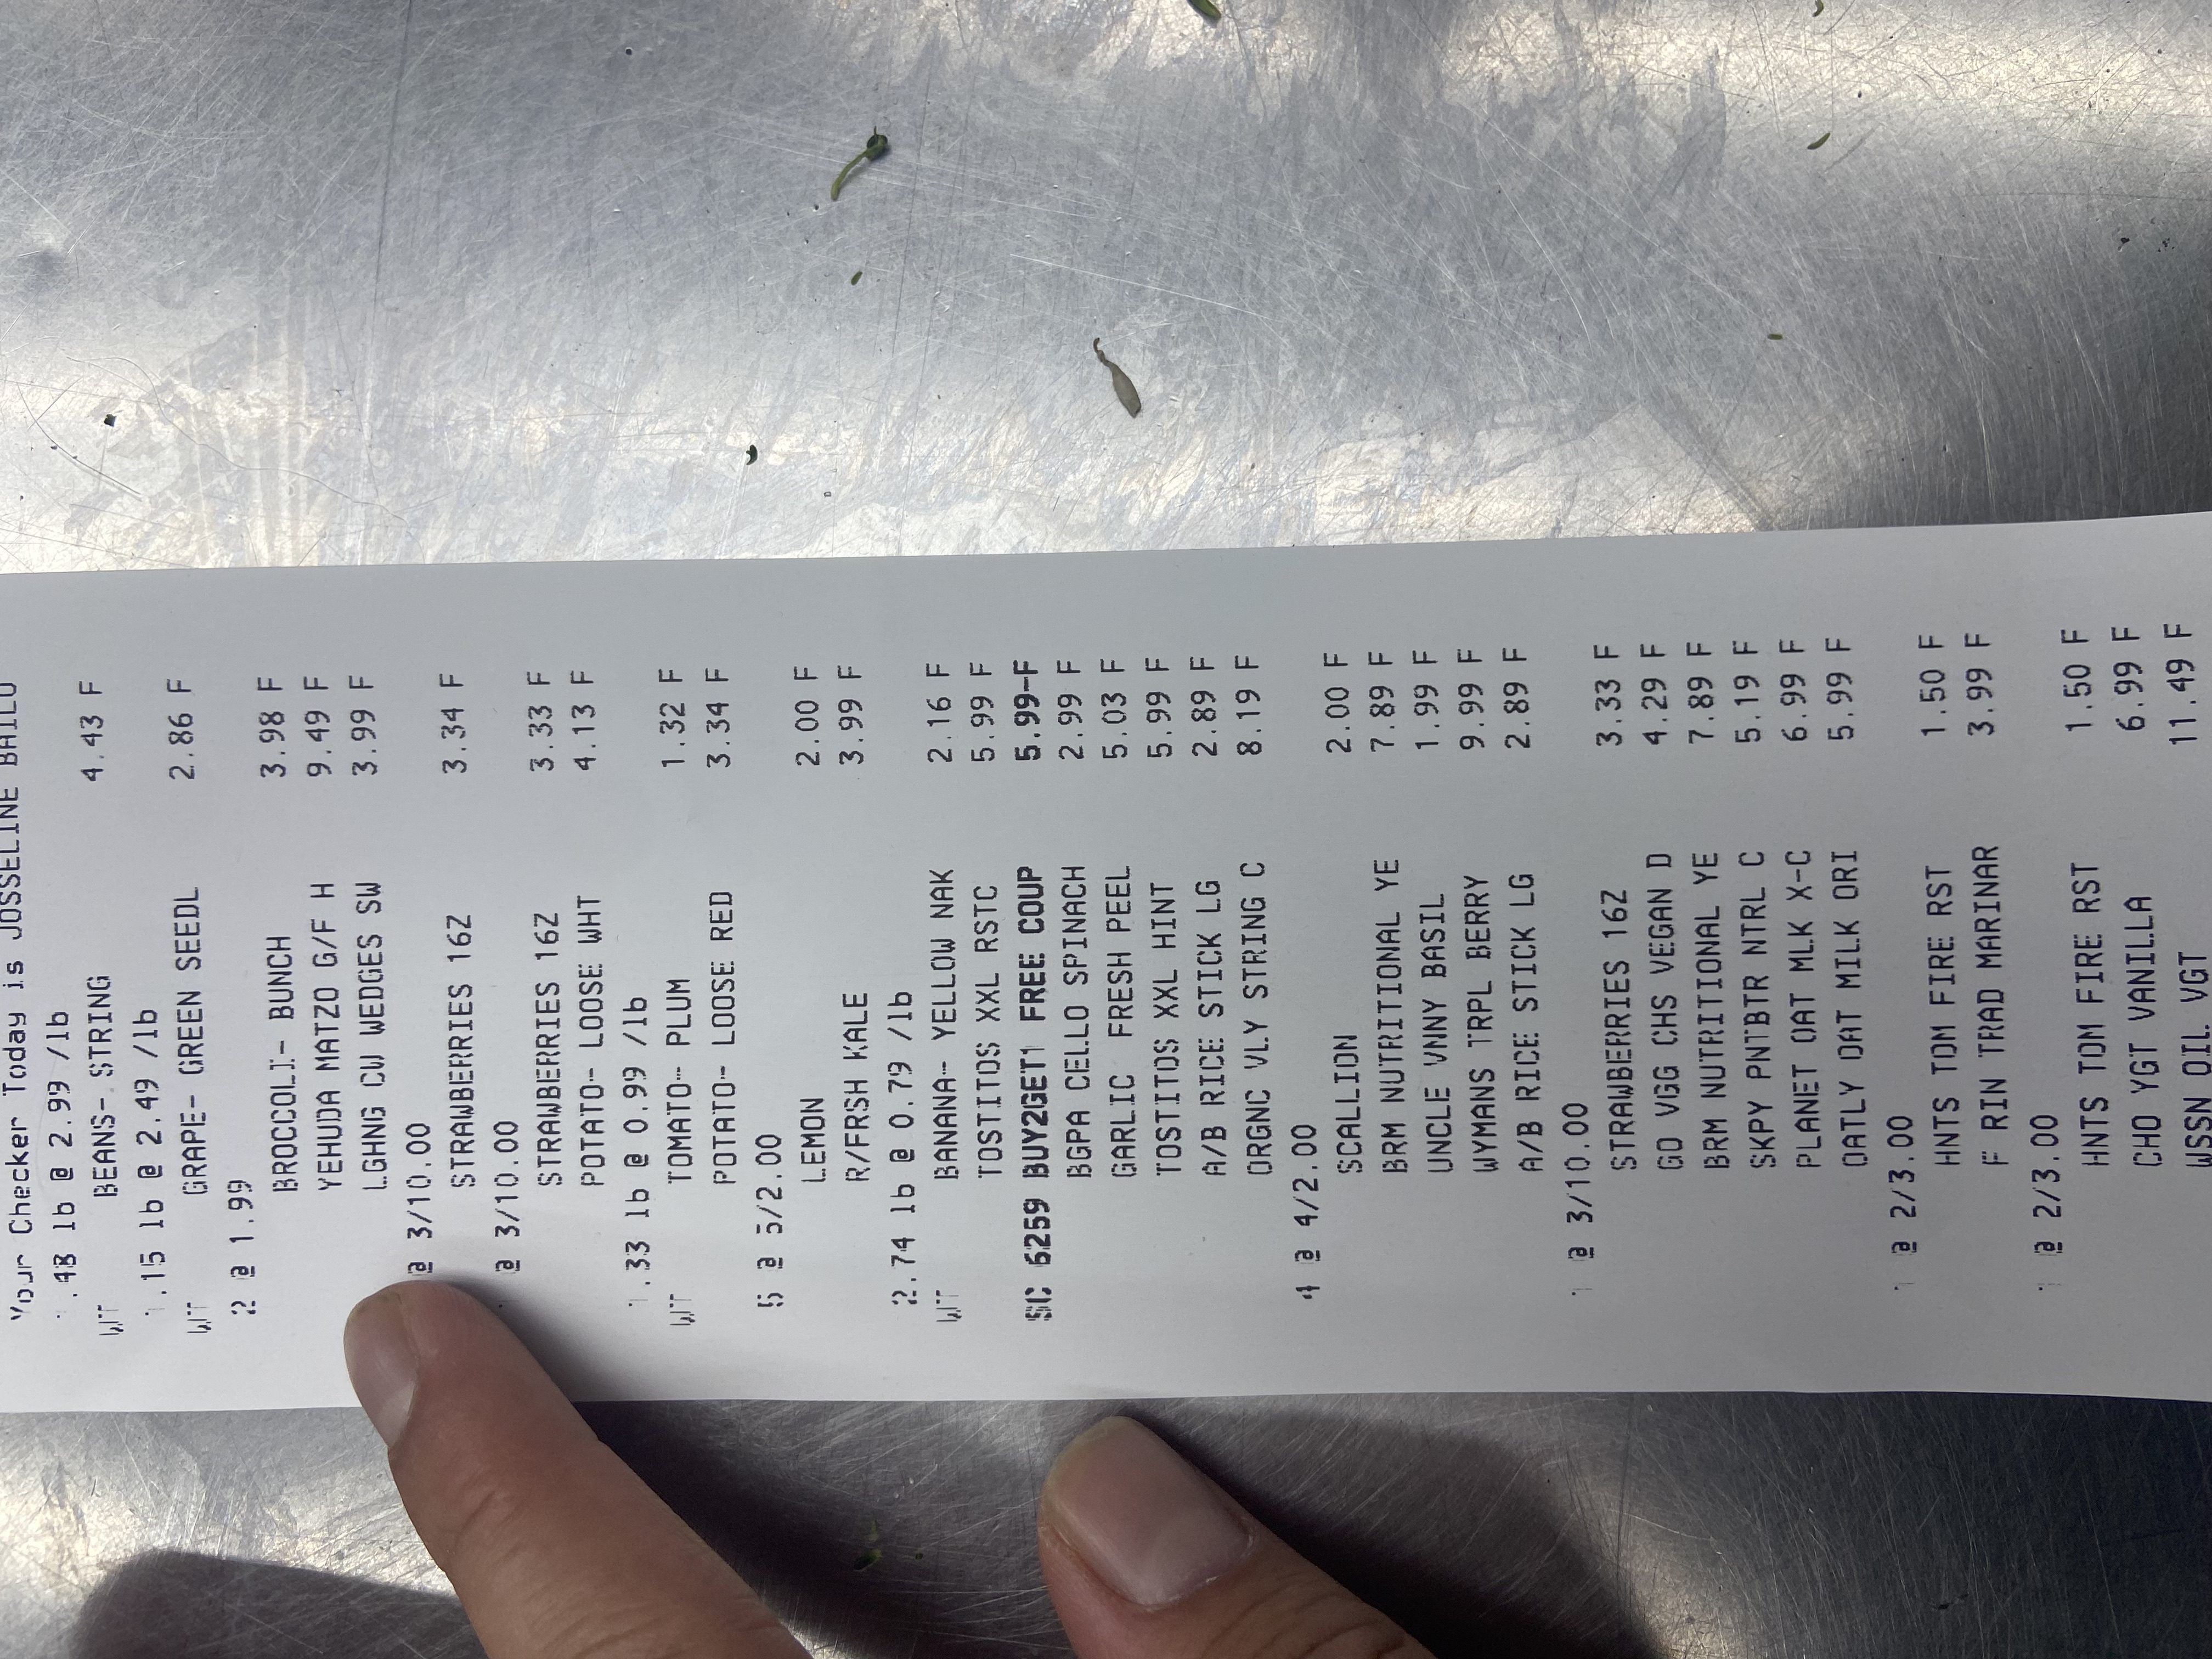 Your Checker Today is JOSSELINE BAILO
1.48 lb @ 2.99 /lb
WT BEANS- STRING 4.43 F
1.15 lb @ 2.49 /lb
WT GRAPE- GREEN SEEDL 2.86 F
2 @ 1.99
BROCCOLI- BUNCH 3.98 F
YEHUDA MATZO G/F H 9.49 F
LGHNG CW WEDGES SW 3.99 F
@ 3/10.00
STRAWBERRIES 16Z 3.34 F
1 @ 3/10.00
STRAWBERRIES 16Z 3.33 F
POTATO- LOOSE WHT 4.13 F
1.33 lb @ 0.99 /lb
WT TOMATO- PLUM 1.32 F
POTATO- LOOSE RED 3.34 F
5 @ 5/2.00
LEMON 2.00 F
R/FRSH KALE 3.99 F
2.74 lb @ 0.79 /lb
WT BANANA- YELLOW NAK 2.16 F
TOSTITOS XXL RSTC 5.99 F
SC 6259 BUY2GET1 FREE COUP 5.99-F
BGPA CELLO SPINACH 2.99 F
GARLIC FRESH PEEL 5.03 F
TOSTITOS XXL HINT 5.99 F
A/B RICE STICK LG 2.89 F
ORGNC VLY STRING C 8.19 F
4 @ 4/2.00
SCALLION 2.00 F
BRM NUTRITIONAL YE 7.89 F
UNCLE VNNY BASIL 1.99 F
WYMANS TRPL BERRY 9.99 F
A/B RICE STICK LG 2.89 F
1 @ 3/10.00
STRAWBERRIES 16Z 3.33 F
GO VGG CHS VEGAN D 4.29 F
BRM NUTRITIONAL YE 7.89 F
SKPY PNTBTR NTRL C 5.19 F
PLANET OAT MLK X-C 6.99 F
OATLY OAT MILK ORI 5.99 F
1 @ 2/3.00
HNTS TOM FIRE RST 1.50 F
F RIN TRAD MARINAR 3.99 F
1 @ 2/3.00
HNTS TOM FIRE RST 1.50 F
CHO YGT VANILLA 6.99 F
WSSN OIL VGT 11.49 F